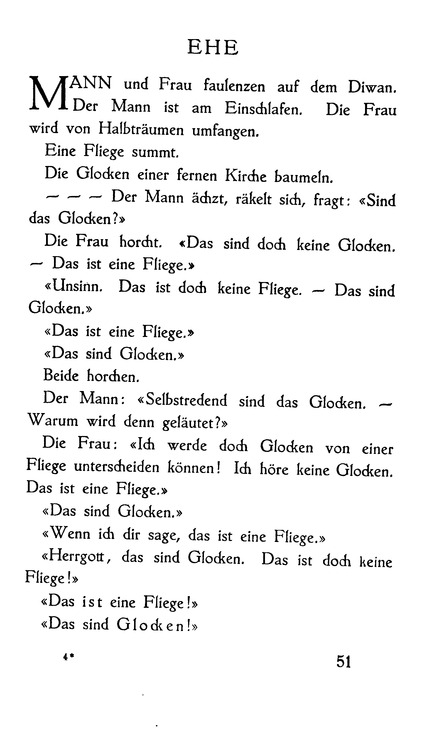 EHE
MANN und Frau faulenzen auf dem Diwan.
Der Mann ist am Einschlafen. Die Frau
wird von Halbträumen umfangen.
Eine Fliege summt.
Die Glocken einer fernen Kirche baumeln.
— — — Der Mann ächzt, räkelt sich, fragt: «Sind
das Glocken?»
Die Frau horcht. «Das sind doch keine Glocken.
— Das ist eine Fliege.»
«Unsinn. Das ist doch keine Fliege. — Das sind
Glocken.»
«Das ist eine Fliege.»
«Das sind Glocken.»
Beide horchen.
Der Mann: «Selbstredend sind das Glocken. —
Warum wird denn geläutet?»
Die Frau: «Ich werde doch Glocken von einer
Fliege unterscheiden können! Ich höre keine Glocken.
Das ist eine Fliege.»
«Das sind Glocken.»
«Wenn ich dir sage, das ist eine Fliege.»
«Herrgott, das sind Glocken. Das ist doch keine
Fliege!»
«Das ist eine Fliege!»
«Das sind Glocken!»
4* 51